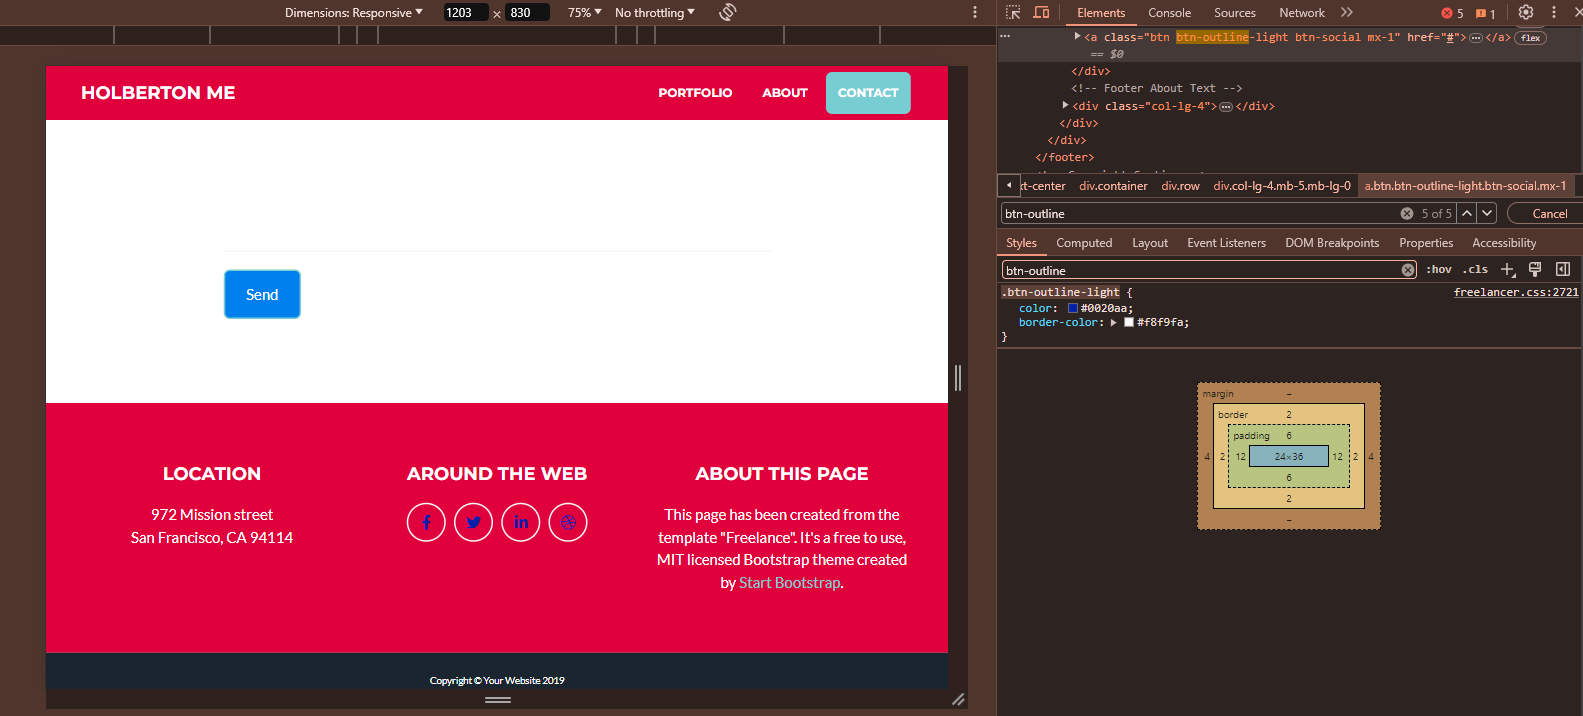 Dimensions: Responsive 1203 × 830 75% No throttling
HOLBERTON ME
PORTFOLIO ABOUT CONTACT
Send
LOCATION
972 Mission street
San Francisco, CA 94114
AROUND THE WEB
ABOUT THIS PAGE
This page has been created from the
template "Freelance". It's a free to use,
MIT licensed Bootstrap theme created
by Start Bootstrap.
Copyright © Your Website 2019
Elements Console Sources Network 5 1
<a class="btn btn-outline-light btn-social mx-1" href="#">…</a> flex
== $0
</div>
<!-- Footer About Text -->
<div class="col-lg-4">…</div>
</div>
</div>
</footer>
xt-center div.container div.row div.col-lg-4.mb-5.mb-lg-0 a.btn.btn-outline-light.btn-social.mx-1
btn-outline 5 of 5 Cancel
Styles Computed Layout Event Listeners DOM Breakpoints Properties Accessibility
btn-outline :hov .cls
.btn-outline-light { freelancer.css:2721
color: #0020aa;
border-color: #f8f9fa;
}
margin –
border 2
padding 6
4 2 12 24×36 12 2 4
6
2
–